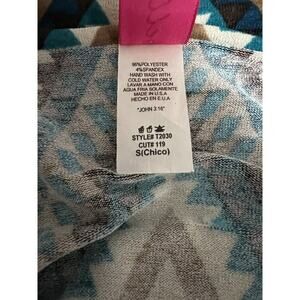 96%POLYESTER
4%SPANDEX
HAND WASH WITH
COLD WATER ONLY
LAVAR A MANO CON
AGUA FRIA SOLAMENTE
MADE IN U.S.A
HECHO EN E.U.A
"JOHN 3:16"
STYLE# T2030
CUT# 119
S(Chico)